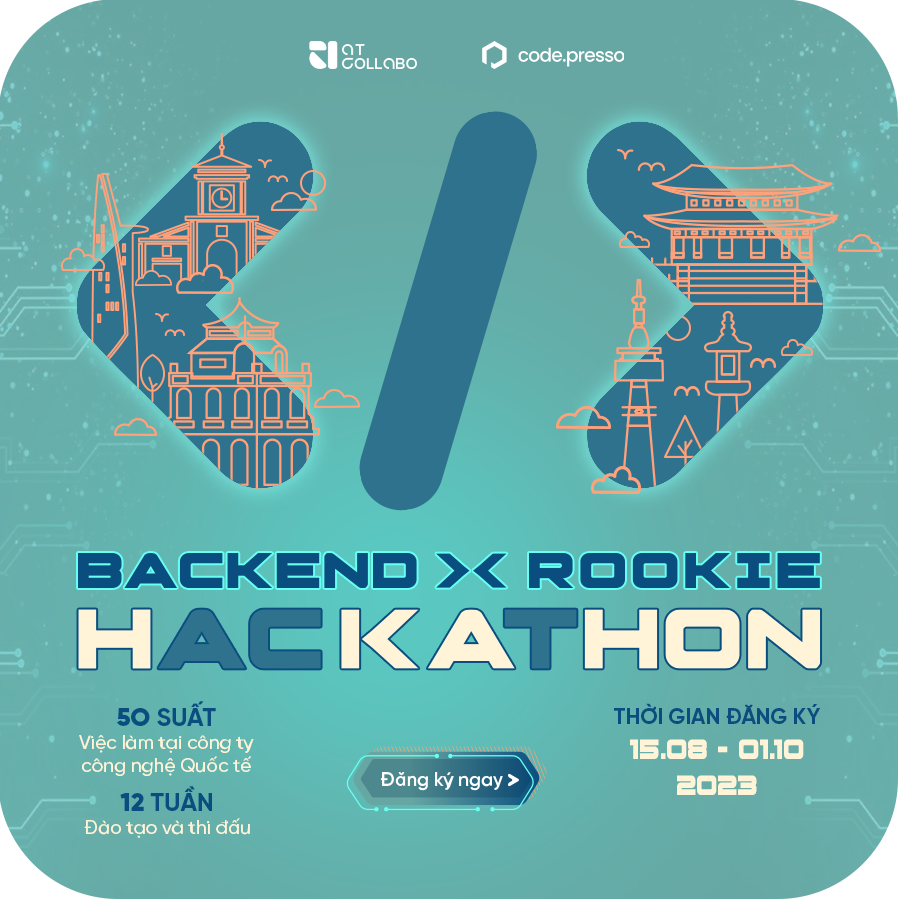 AT
COLLABO
code.presso
BACKEND X ROOKIE
HACKATHON
50 SUẤT
Việc làm tại công ty
công nghệ Quốc tế
12 TUẦN
Đào tạo và thi đấu
Đăng ký ngay >
THỜI GIAN ĐĂNG KÝ
15.08 - 01.10
2023